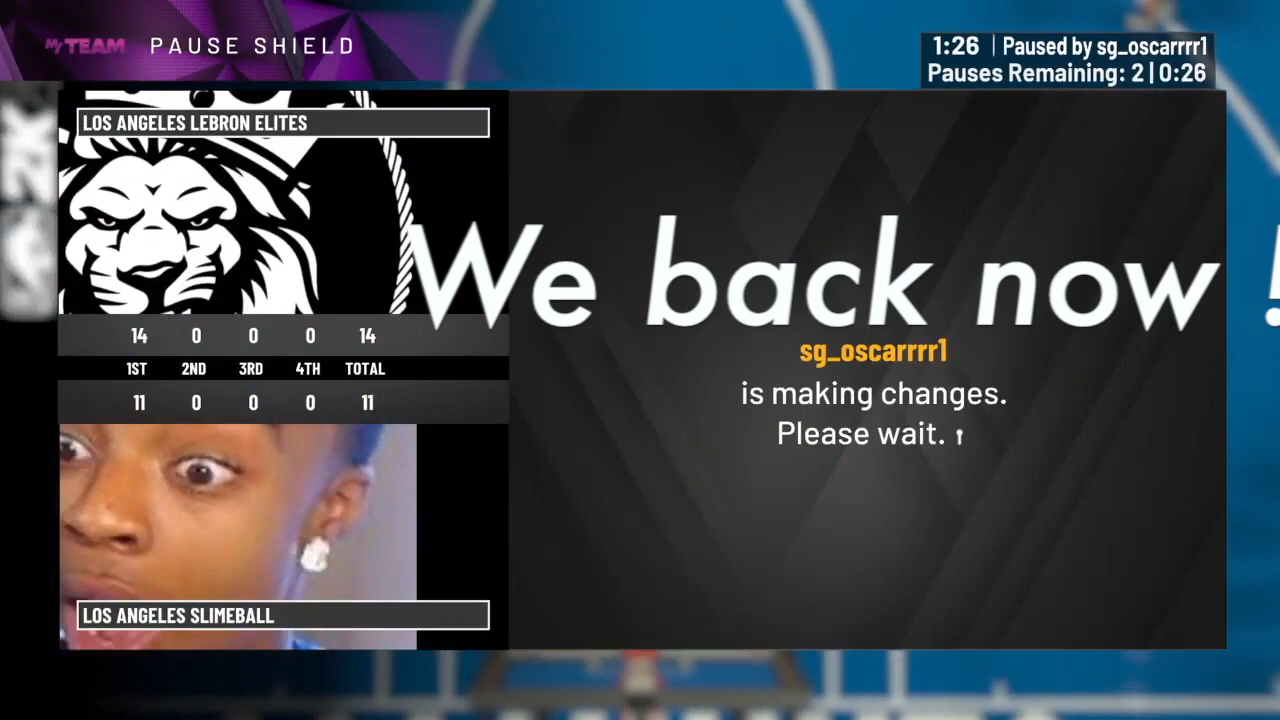 MyTEAM PAUSE SHIELD
1:26 | Paused by sg_oscarrrr1
Pauses Remaining: 2 | 0:26
LOS ANGELES LEBRON ELITES
We back now !
14 0 0 0 14
1ST 2ND 3RD 4TH TOTAL
11 0 0 0 11
sg_oscarrrr1
is making changes.
Please wait.
LOS ANGELES SLIMEBALL